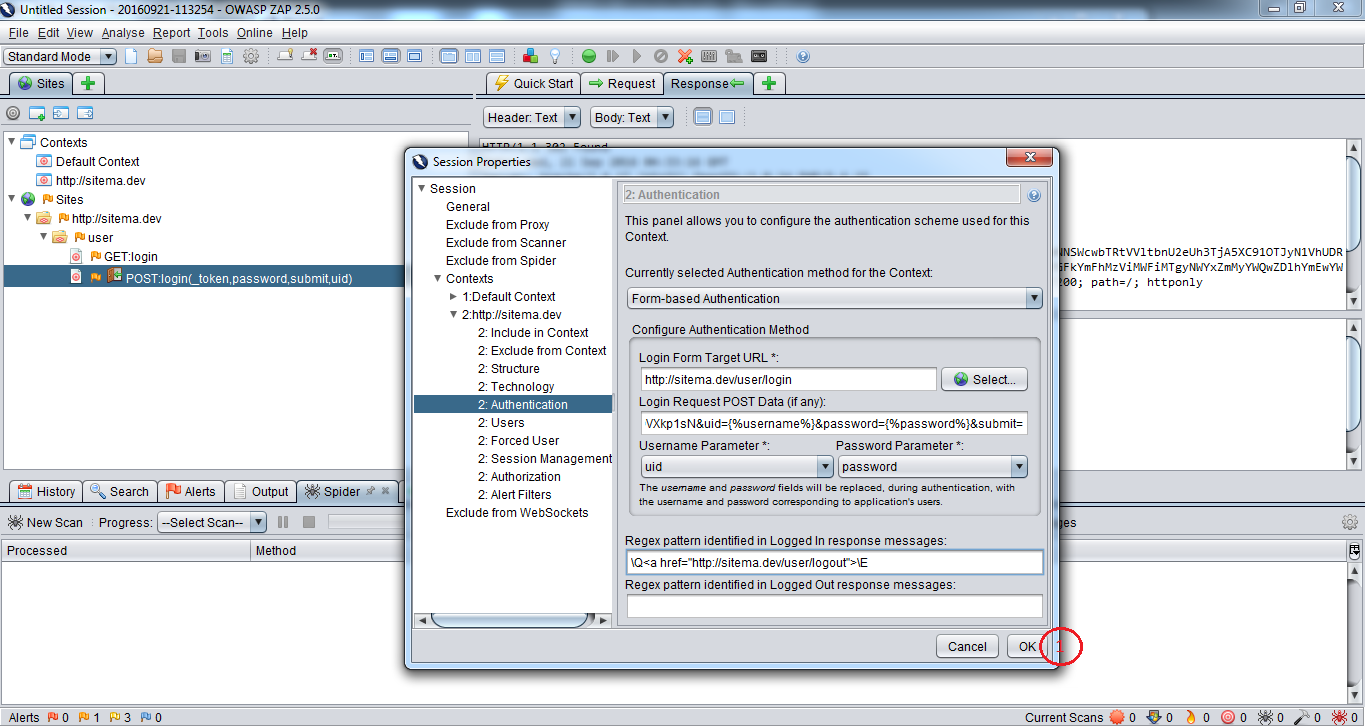 Untitled Session - 20160921-113254 - OWASP ZAP 2.5.0
File Edit View Analyse Report Tools Online Help
Standard Mode
Sites
Quick Start Request Response
Header: Text Body: Text
Contexts
Default Context
http://sitema.dev
Sites
http://sitema.dev
user
GET:login
POST:login(_token,password,submit,uid)
HTTP/1.1 302 Found
path=/; httponly
Session Properties
Session
General
Exclude from Proxy
Exclude from Scanner
Exclude from Spider
Contexts
1:Default Context
2:http://sitema.dev
2: Include in Context
2: Exclude from Context
2: Structure
2: Technology
2: Authentication
2: Users
2: Forced User
2: Session Management
2: Authorization
2: Alert Filters
Exclude from WebSockets
2: Authentication
This panel allows you to configure the authentication scheme used for this
Context.
Currently selected Authentication method for the Context:
Form-based Authentication
Configure Authentication Method
Login Form Target URL *:
http://sitema.dev/user/login
Select...
Login Request POST Data (if any):
VXkp1sN&uid={%username%}&password={%password%}&submit=
Username Parameter *: Password Parameter *:
uid password
The username and password fields will be replaced, during authentication, with
the username and password corresponding to application's users.
Regex pattern identified in Logged In response messages:
\Q<a href="http://sitema.dev/user/logout">\E
Regex pattern identified in Logged Out response messages:
Cancel OK 1
History Search Alerts Output Spider
New Scan Progress: --Select Scan--
Processed Method
Alerts 0 1 3 0 Current Scans 0 0 0 0 0 0 0